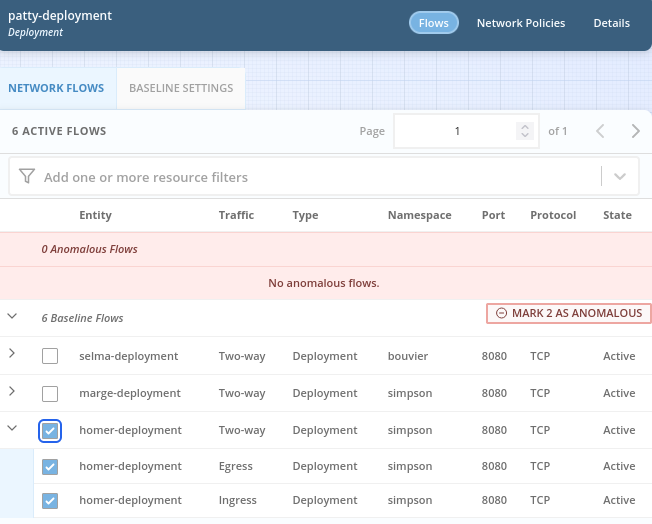 patty-deployment
Deployment
Flows Network Policies Details
NETWORK FLOWS BASELINE SETTINGS
6 ACTIVE FLOWS Page 1 of 1
Add one or more resource filters
Entity Traffic Type Namespace Port Protocol State
0 Anomalous Flows
No anomalous flows.
6 Baseline Flows MARK 2 AS ANOMALOUS
selma-deployment Two-way Deployment bouvier 8080 TCP Active
marge-deployment Two-way Deployment simpson 8080 TCP Active
homer-deployment Two-way Deployment simpson 8080 TCP Active
homer-deployment Egress Deployment simpson 8080 TCP Active
homer-deployment Ingress Deployment simpson 8080 TCP Active